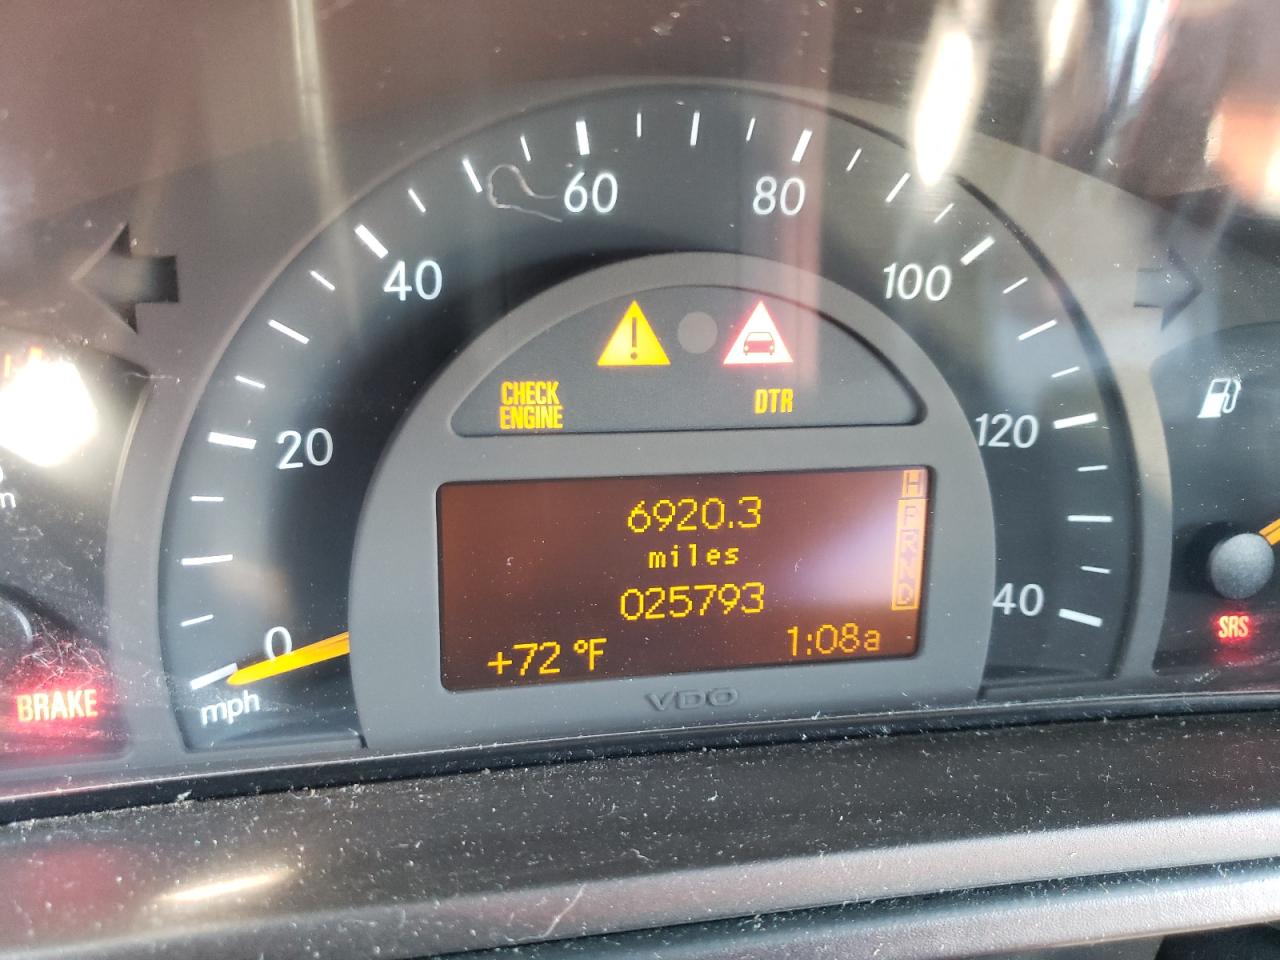 60
80
40
100
CHECK
ENGINE
DTR
20
120
6920.3
miles
025793
+72 °F
1:08a
H
P
R
N
D
0
40
mph
VDO
BRAKE
SRS